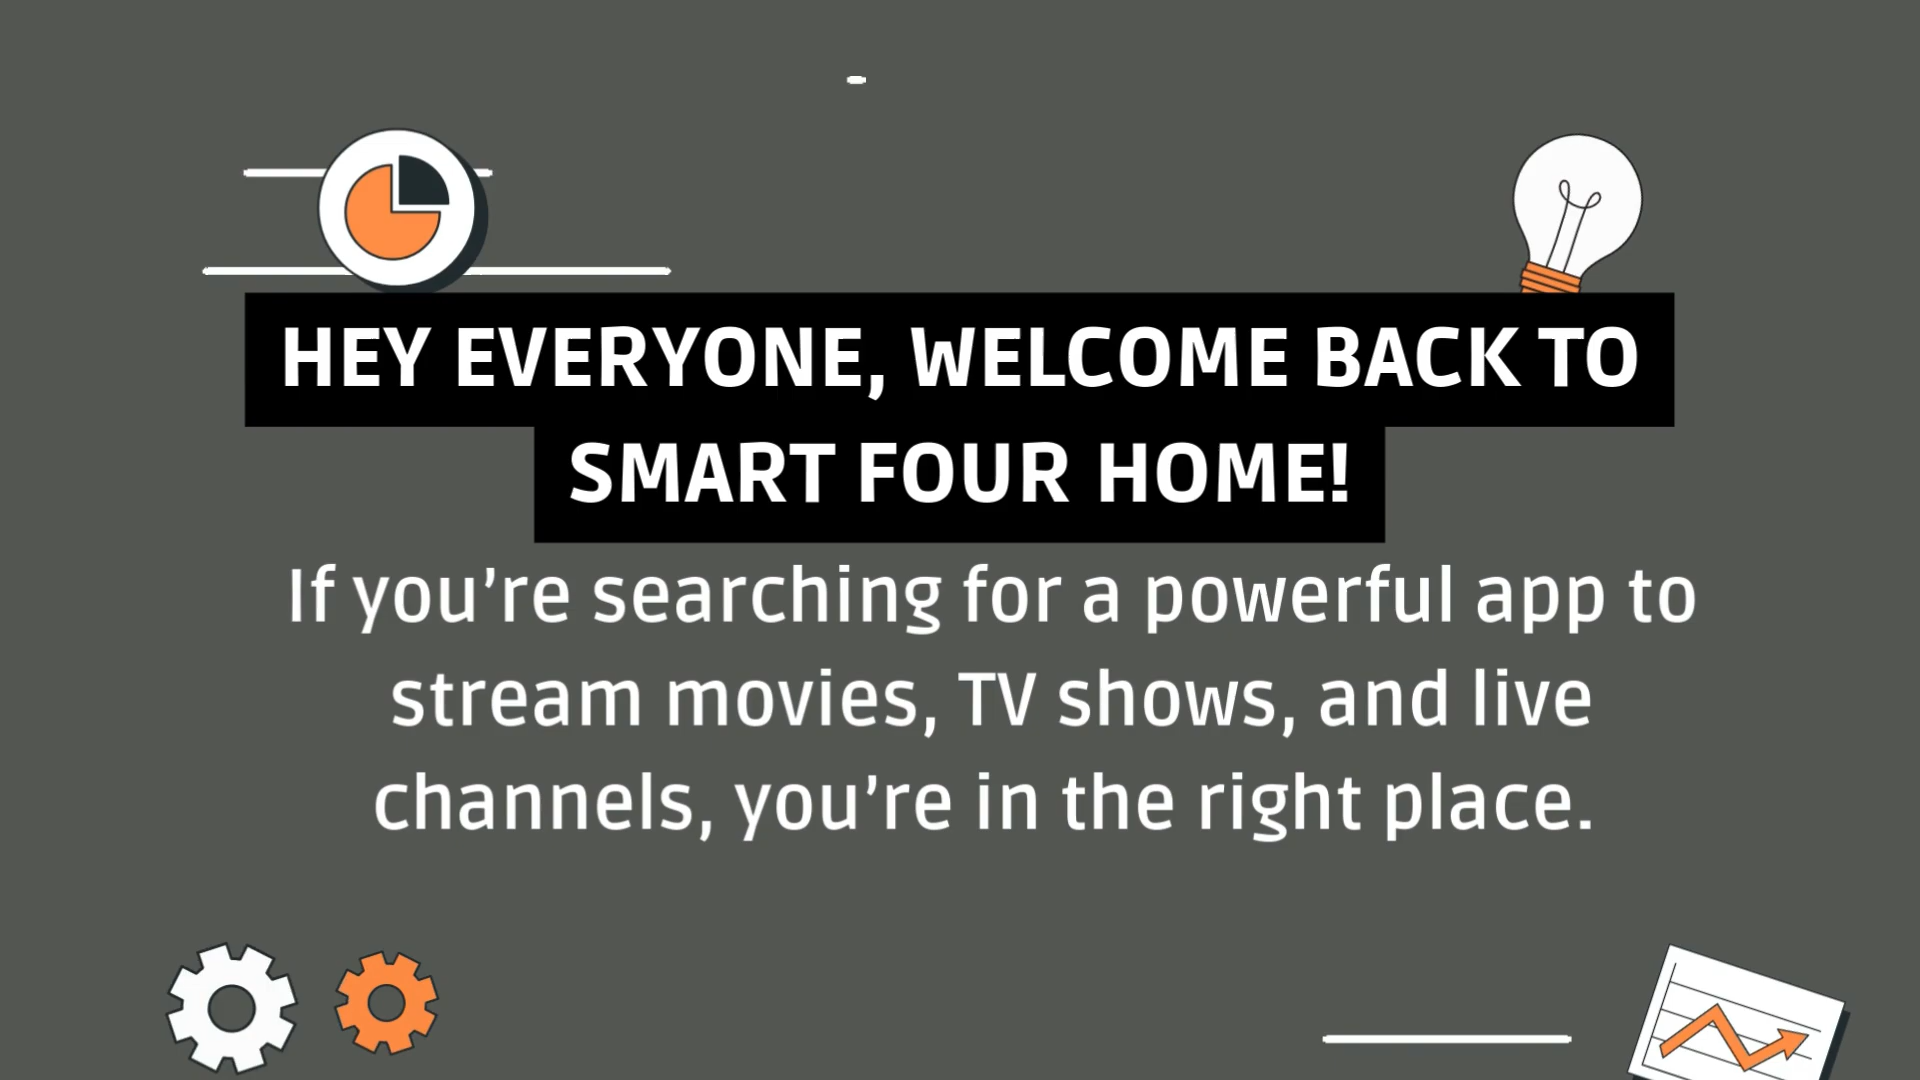 HEY EVERYONE, WELCOME BACK TO
SMART FOUR HOME!
If you’re searching for a powerful app to
stream movies, TV shows, and live
channels, you’re in the right place.